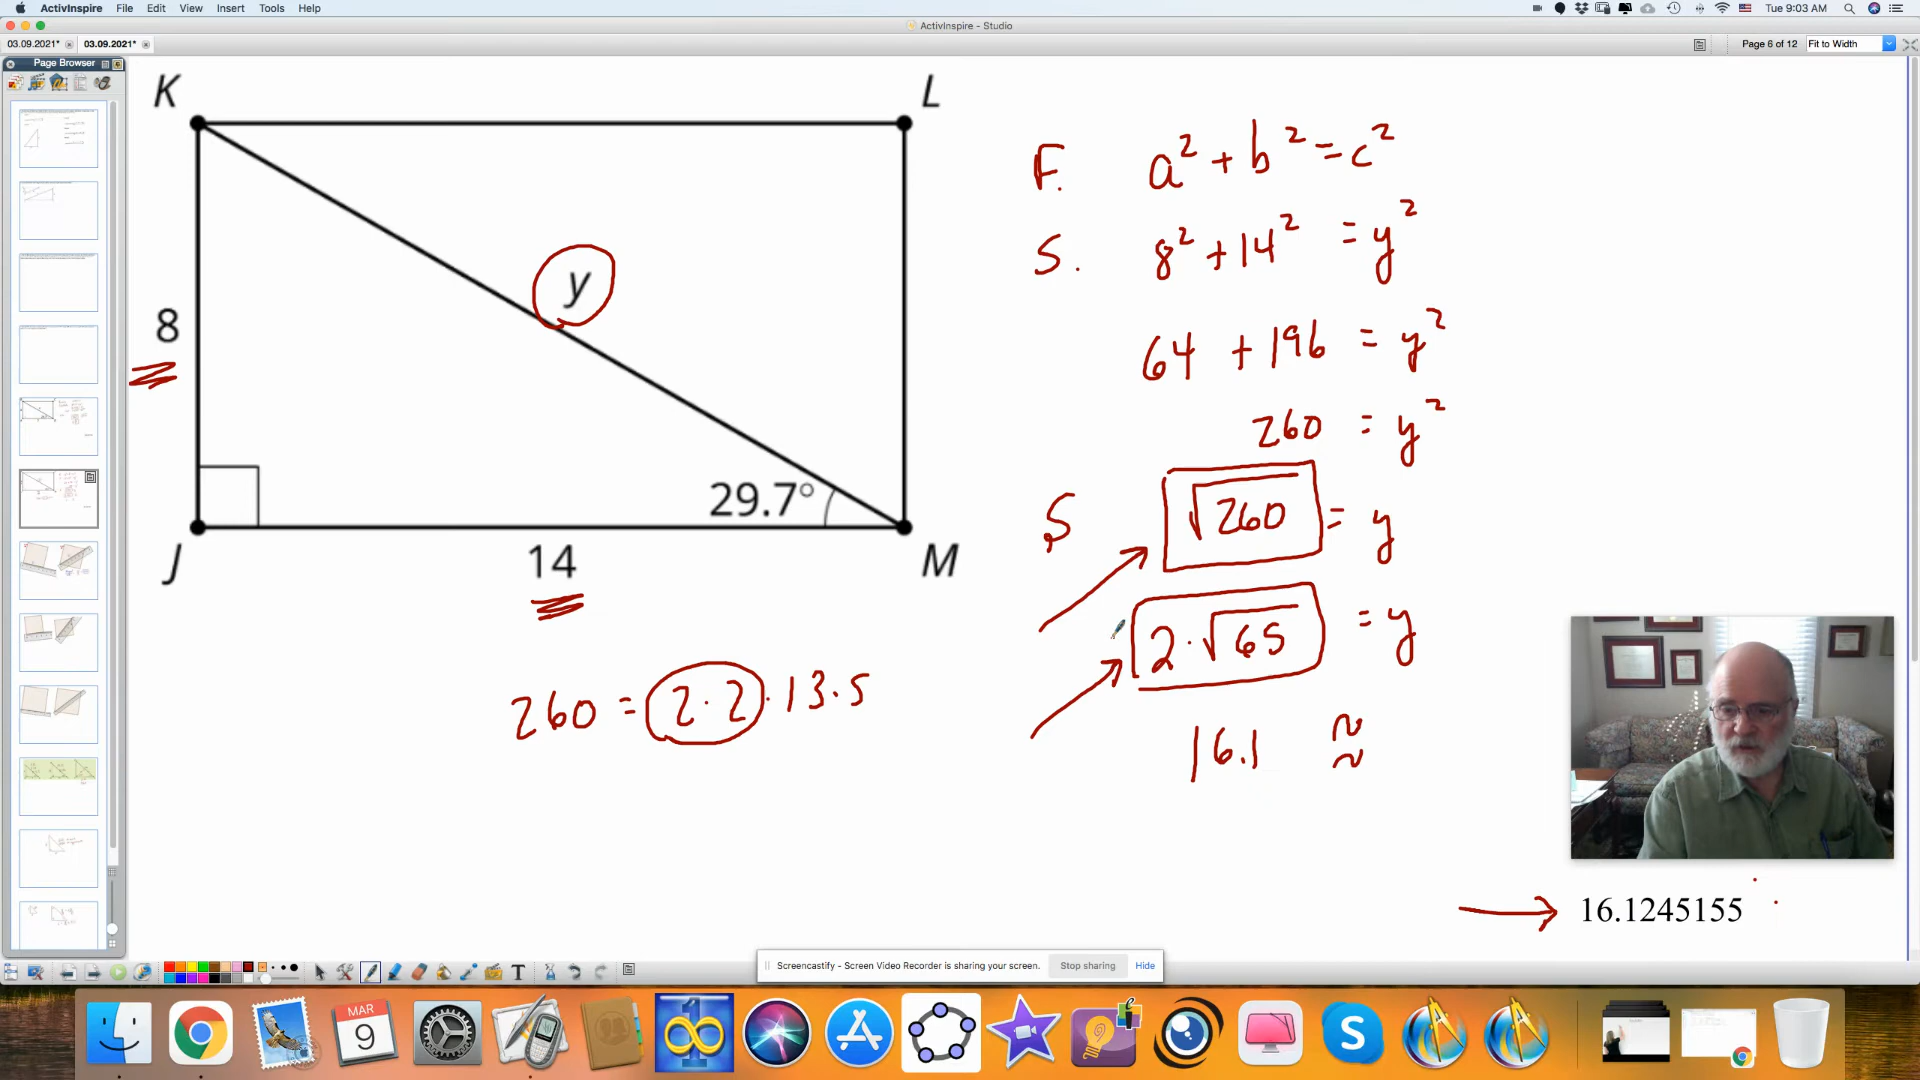 ActivInspire File Edit View Insert Tools Help
Tue 9:03 AM
ActivInspire - Studio
03.09.2021* 03.09.2021*
Page 6 of 12 Fit to Width
Page Browser
K
L
8
y
29.7°
J
14
M
260 = 2·2·13·5
F. a² + b² = c²
S. 8² + 14² = y²
64 + 196 = y²
260 = y²
S √260 = y
2·√65 = y
16.1 ≈
16.1245155
T
Screencastify - Screen Video Recorder is sharing your screen. Stop sharing Hide
MAR
9
1
S